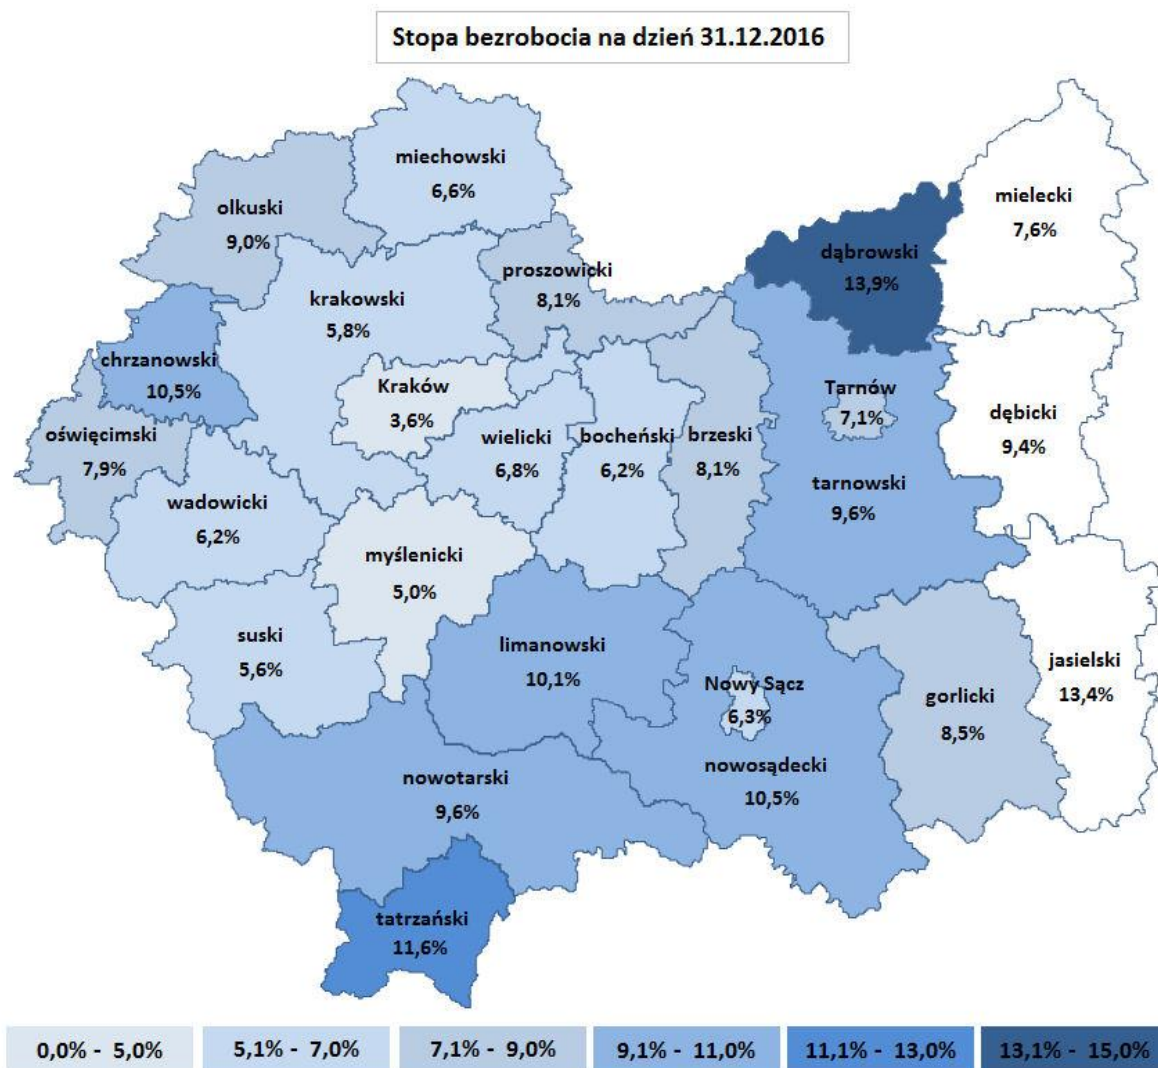 Stopa bezrobocia na dzień 31.12.2016
miechowski
6,6%
olkuski
9,0%
mielecki
7,6%
dąbrowski
13,9%
proszowicki
8,1%
krakowski
5,8%
chrzanowski
10,5%
Kraków
3,6%
Tarnów
7,1%
dębicki
9,4%
oświęcimski
7,9%
wielicki
6,8%
bocheński
6,2%
brzeski
8,1%
tarnowski
9,6%
wadowicki
6,2%
myślenicki
5,0%
suski
5,6%
limanowski
10,1%
jasielski
13,4%
Nowy Sącz
6,3%
gorlicki
8,5%
nowosądecki
10,5%
nowotarski
9,6%
tatrzański
11,6%
0,0% - 5,0%
5,1% - 7,0%
7,1% - 9,0%
9,1% - 11,0%
11,1% - 13,0%
13,1% - 15,0%